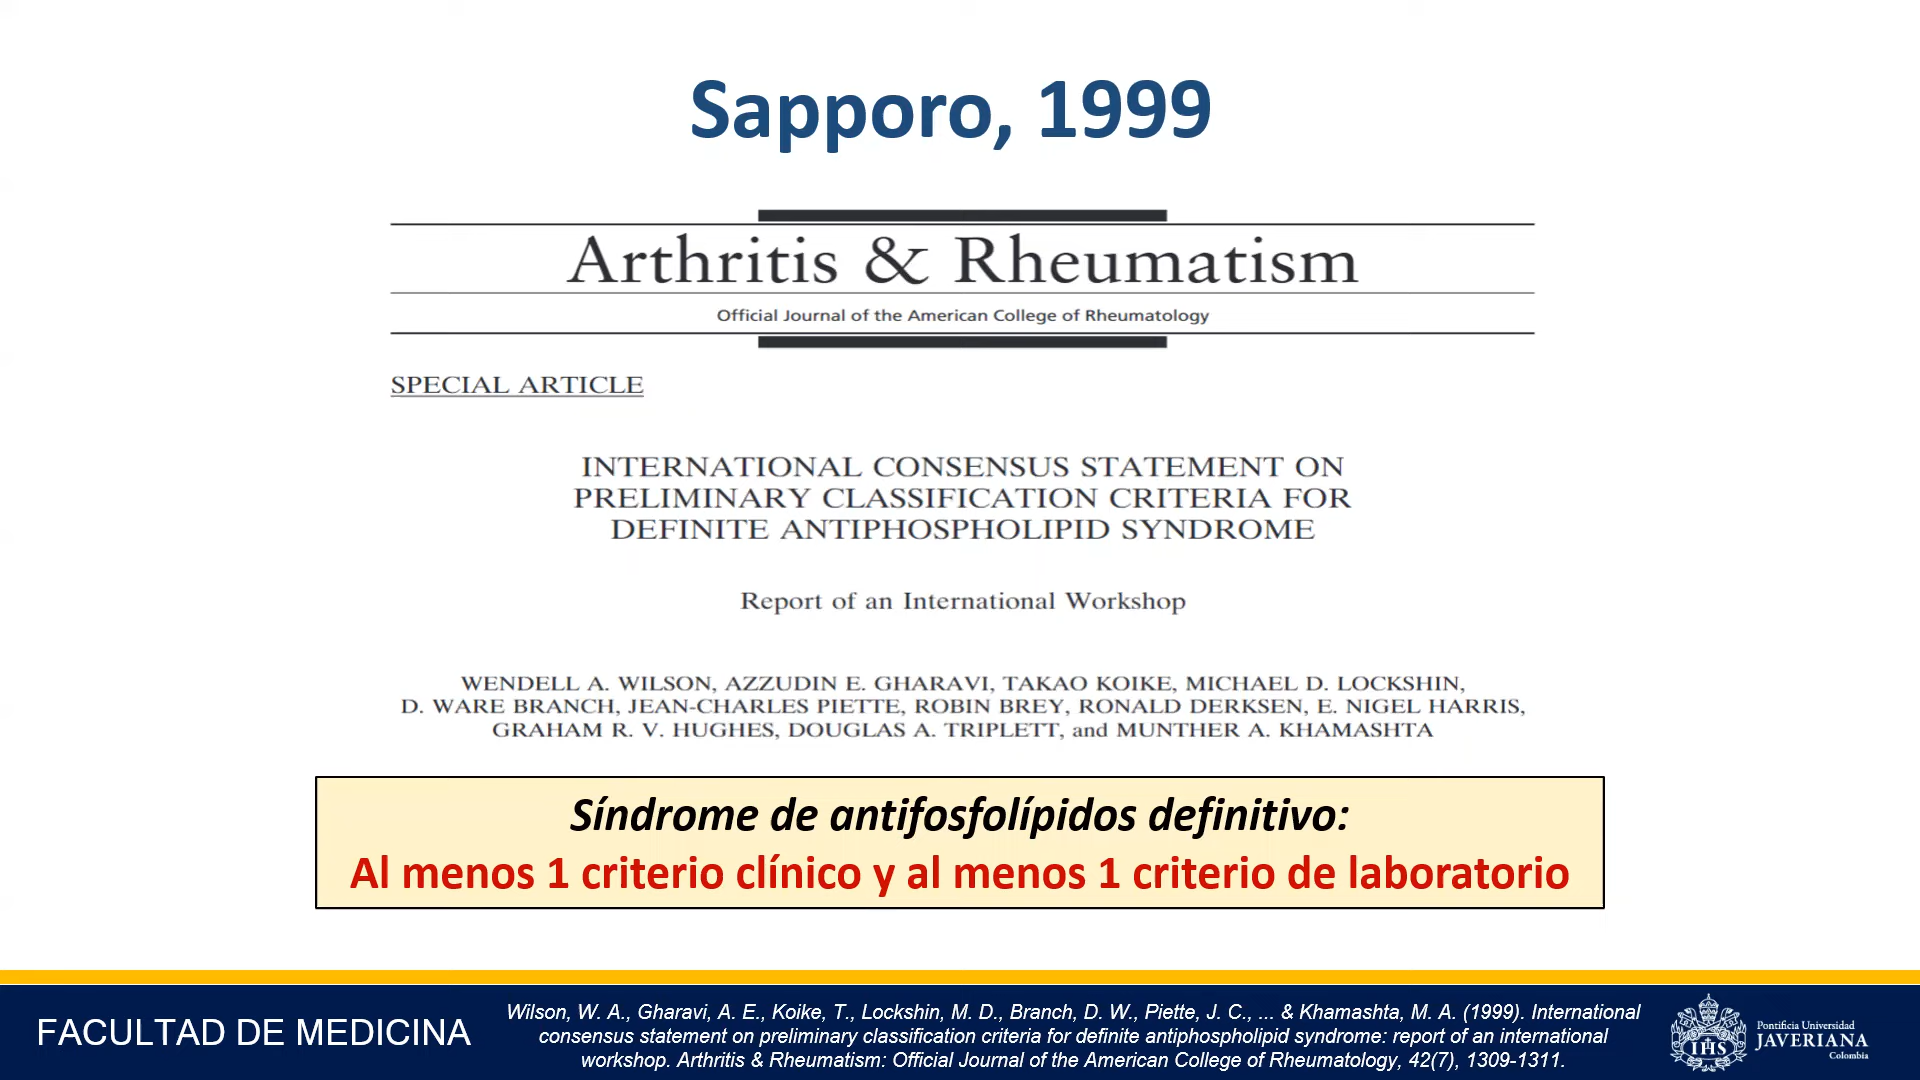 Sapporo, 1999
Arthritis & Rheumatism
Official Journal of the American College of Rheumatology
SPECIAL ARTICLE
INTERNATIONAL CONSENSUS STATEMENT ON
PRELIMINARY CLASSIFICATION CRITERIA FOR
DEFINITE ANTIPHOSPHOLIPID SYNDROME
Report of an International Workshop
WENDELL A. WILSON, AZZUDIN E. GHARAVI, TAKAO KOIKE, MICHAEL D. LOCKSHIN,
D. WARE BRANCH, JEAN-CHARLES PIETTE, ROBIN BREY, RONALD DERKSEN, E. NIGEL HARRIS,
GRAHAM R. V. HUGHES, DOUGLAS A. TRIPLETT, and MUNTHER A. KHAMASHTA
Síndrome de antifosfolípidos definitivo:
Al menos 1 criterio clínico y al menos 1 criterio de laboratorio
FACULTAD DE MEDICINA
Wilson, W. A., Gharavi, A. E., Koike, T., Lockshin, M. D., Branch, D. W., Piette, J. C., ... & Khamashta, M. A. (1999). International
consensus statement on preliminary classification criteria for definite antiphospholipid syndrome: report of an international
workshop. Arthritis & Rheumatism: Official Journal of the American College of Rheumatology, 42(7), 1309-1311.
IHS
Pontificia Universidad
JAVERIANA
Colombia